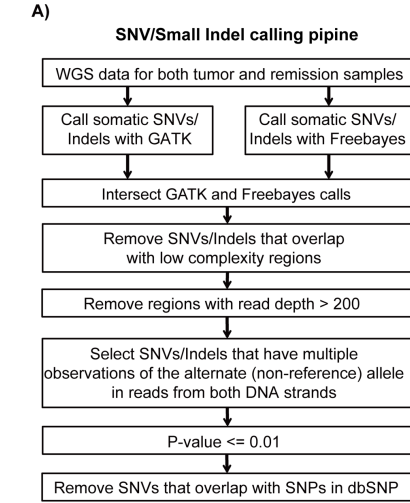 A)
SNV/Small Indel calling pipine
WGS data for both tumor and remission samples
Call somatic SNVs/
Indels with GATK
Call somatic SNVs/
Indels with Freebayes
Intersect GATK and Freebayes calls
Remove SNVs/Indels that overlap
with low complexity regions
Remove regions with read depth > 200
Select SNVs/Indels that have multiple
observations of the alternate (non-reference) allele
in reads from both DNA strands
P-value <= 0.01
Remove SNVs that overlap with SNPs in dbSNP